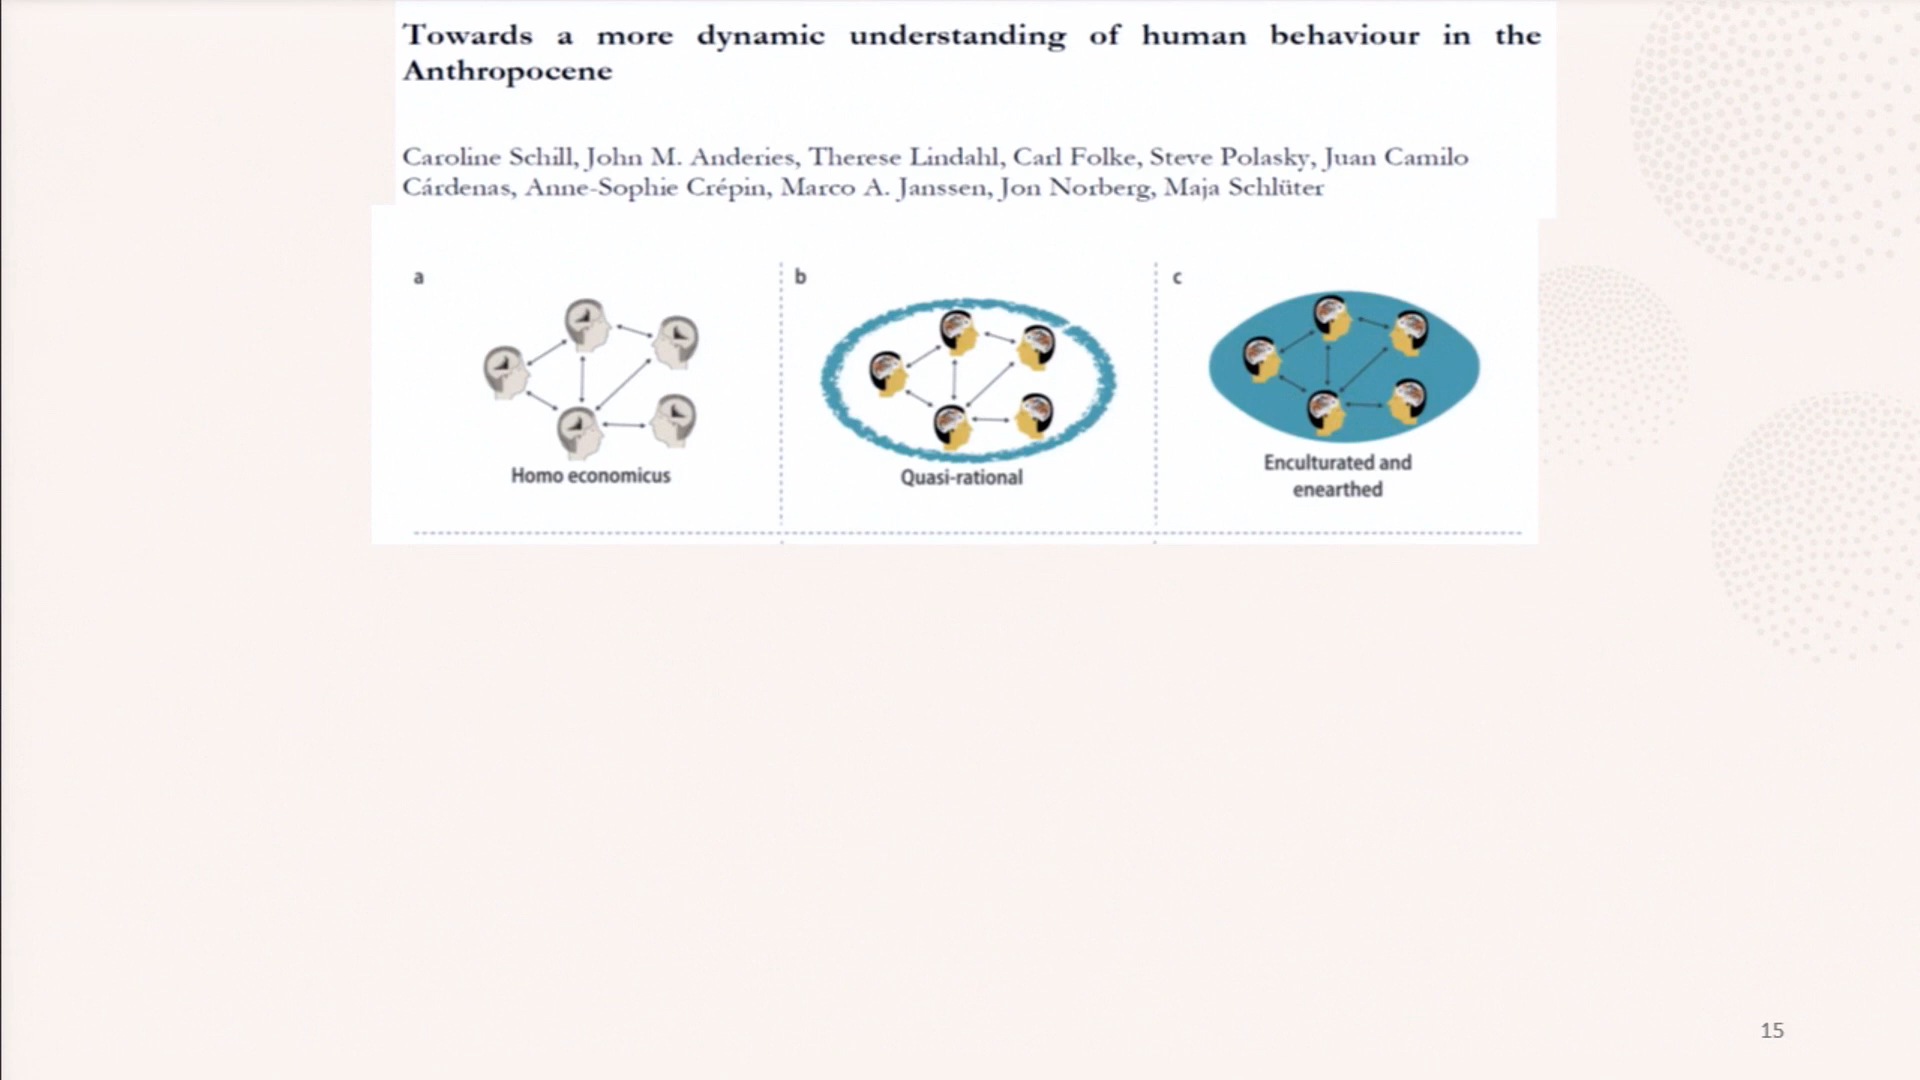 Towards a more dynamic understanding of human behaviour in the
Anthropocene
Caroline Schill, John M. Anderies, Therese Lindahl, Carl Folke, Steve Polasky, Juan Camilo
Cárdenas, Anne-Sophie Crépin, Marco A. Janssen, Jon Norberg, Maja Schlüter
a
b
c
Homo economicus
Quasi-rational
Enculturated and
enearthed
15